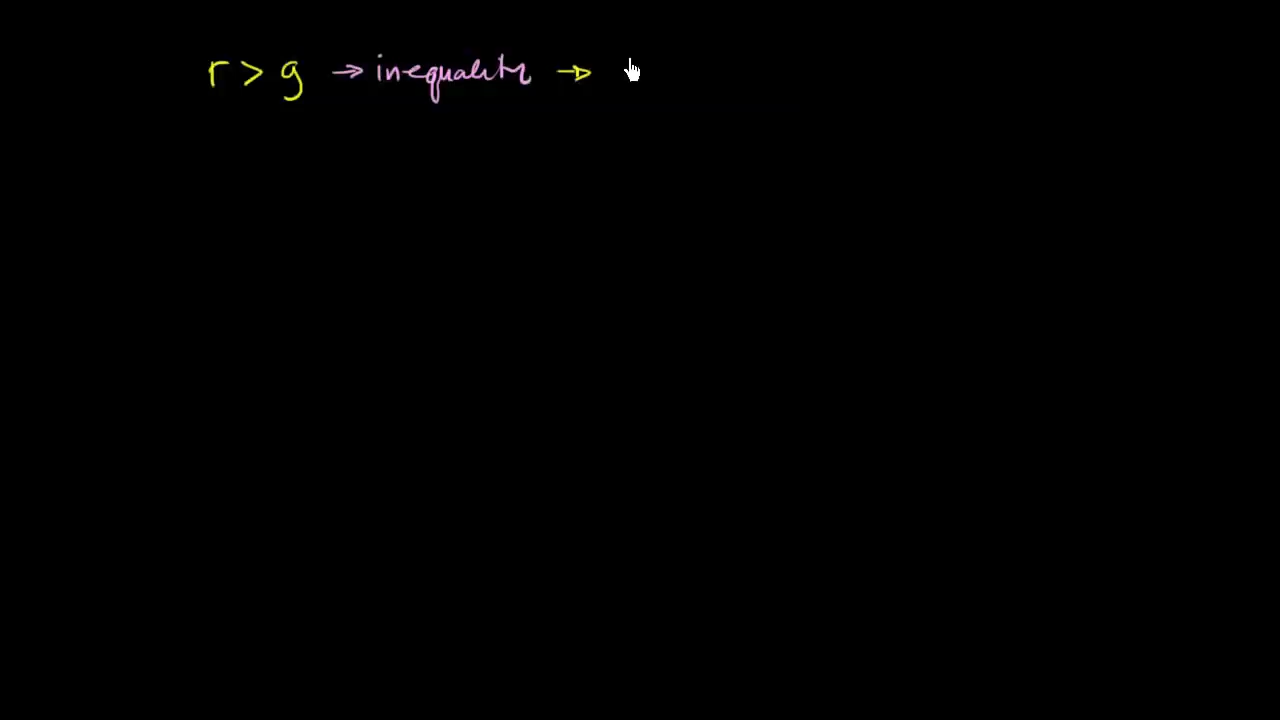 r > g → inequality →